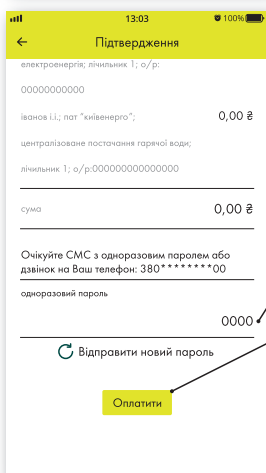 13:03
100%
Підтвердження
електроенергія; лічильник 1; о/р:
00000000000
іванов і.і.; пат "київенерго";
0,00 ₴
централізоване постачання гарячої води;
лічильник 1; о/р:000000000000000
сума
0,00 ₴
Очікуйте СМС з одноразовим паролем або
дзвінок на Ваш телефон: 380********00
одноразовий пароль
0000
Відправити новий пароль
Оплатити